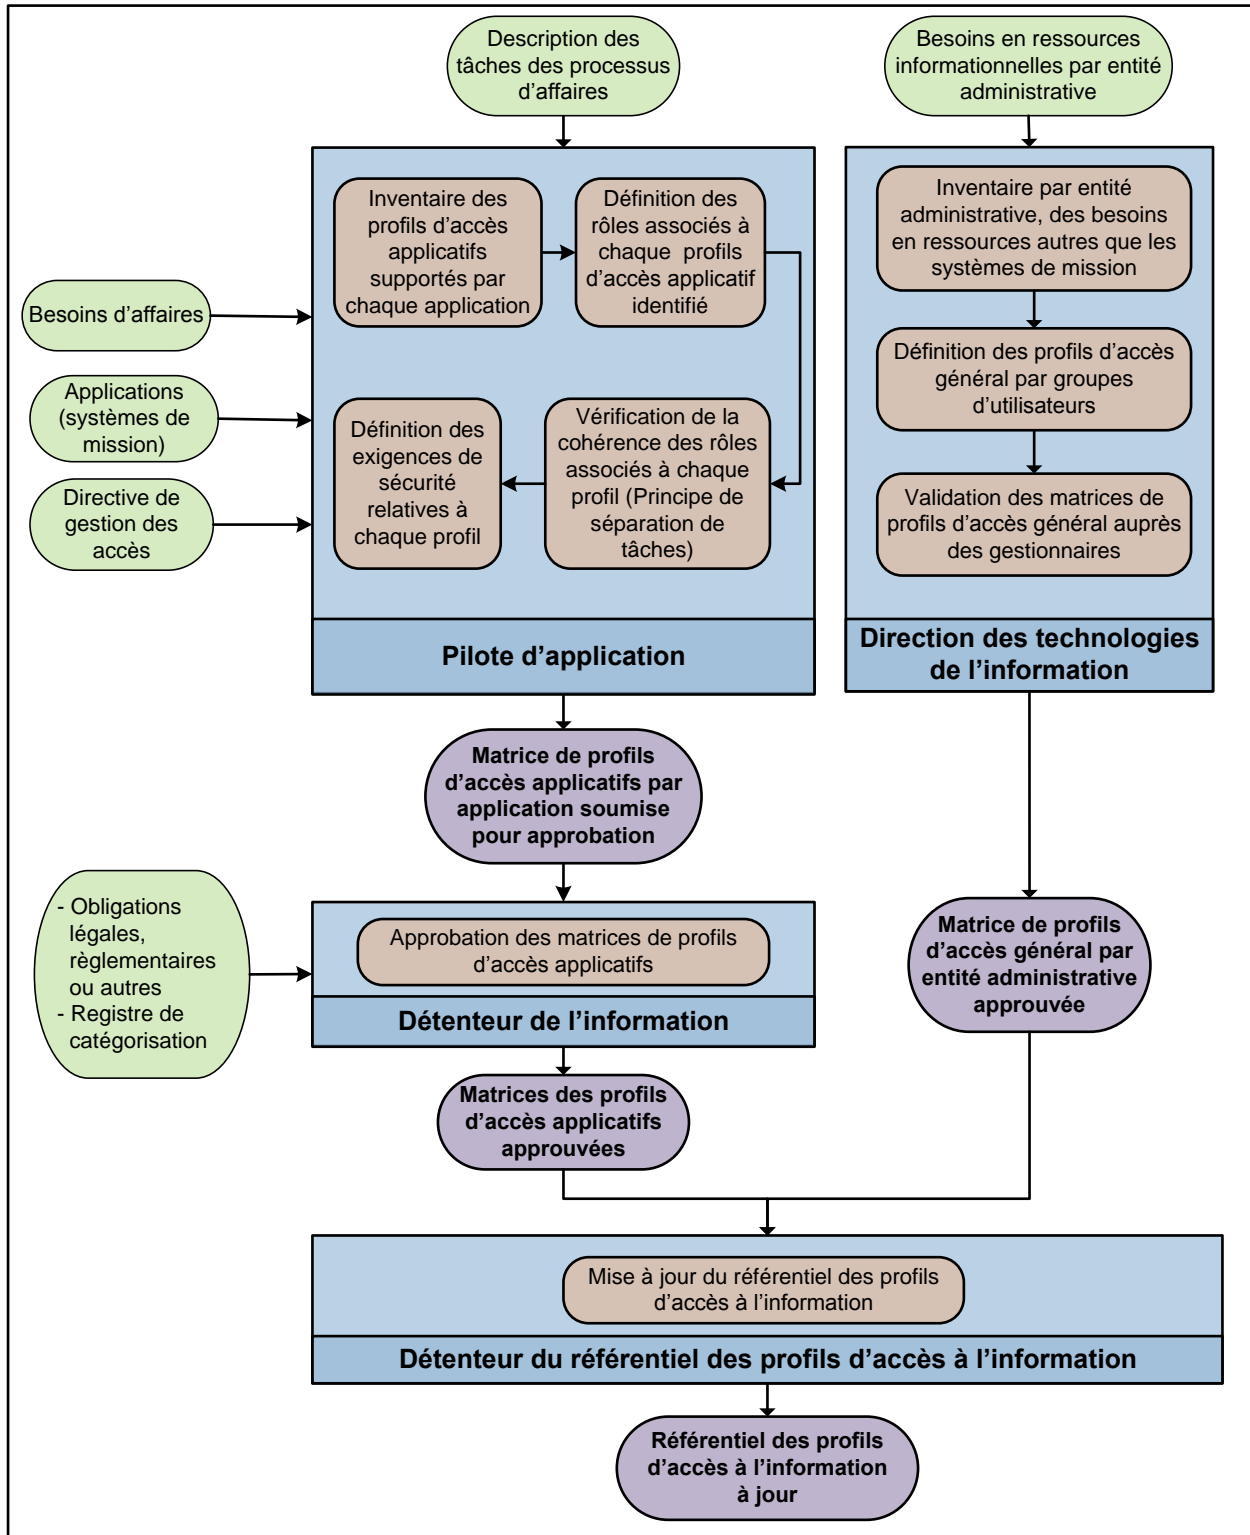 Description des
tâches des processus
d'affaires
Besoins en ressources
informationnelles par entité
administrative
Inventaire des
profils d'accès
applicatifs
supportés par
chaque application
Définition des
rôles associés à
chaque profils
d'accès applicatif
identifié
Inventaire par entité
administrative, des besoins
en ressources autres que les
systèmes de mission
Besoins d'affaires
Définition des profils d'accès
général par groupes
d'utilisateurs
Applications
(systèmes de
mission)
Définition des
exigences de
sécurité
relatives à
chaque profil
Vérification de la
cohérence des rôles
associés à chaque
profil (Principe de
séparation de
tâches)
Directive de
gestion des
accès
Validation des matrices de
profils d'accès général auprès
des gestionnaires
Pilote d'application
Direction des technologies
de l'information
Matrice de profils
d'accès applicatifs par
application soumise
pour approbation
- Obligations
légales,
règlementaires
ou autres
- Registre de
catégorisation
Approbation des matrices de profils
d'accès applicatifs
Détenteur de l'information
Matrice de profils
d'accès général par
entité administrative
approuvée
Matrices des profils
d'accès applicatifs
approuvées
Mise à jour du référentiel des profils
d'accès à l'information
Détenteur du référentiel des profils d'accès à l'information
Référentiel des profils
d'accès à l'information
à jour